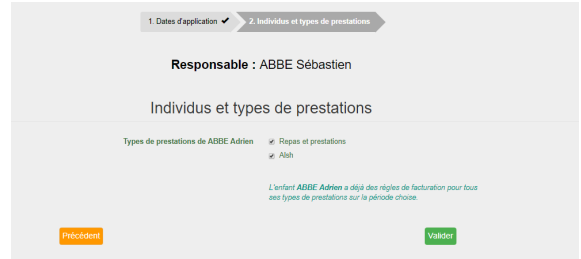 1. Dates d'application ✔ 2. Individus et types de prestations
Responsable : ABBE Sébastien
Individus et types de prestations
Types de prestations de ABBE Adrien
Repas et prestations
Alsh
L'enfant ABBE Adrien a déjà des règles de facturation pour tous
ses types de prestations sur la période choise.
Précédent
Valider